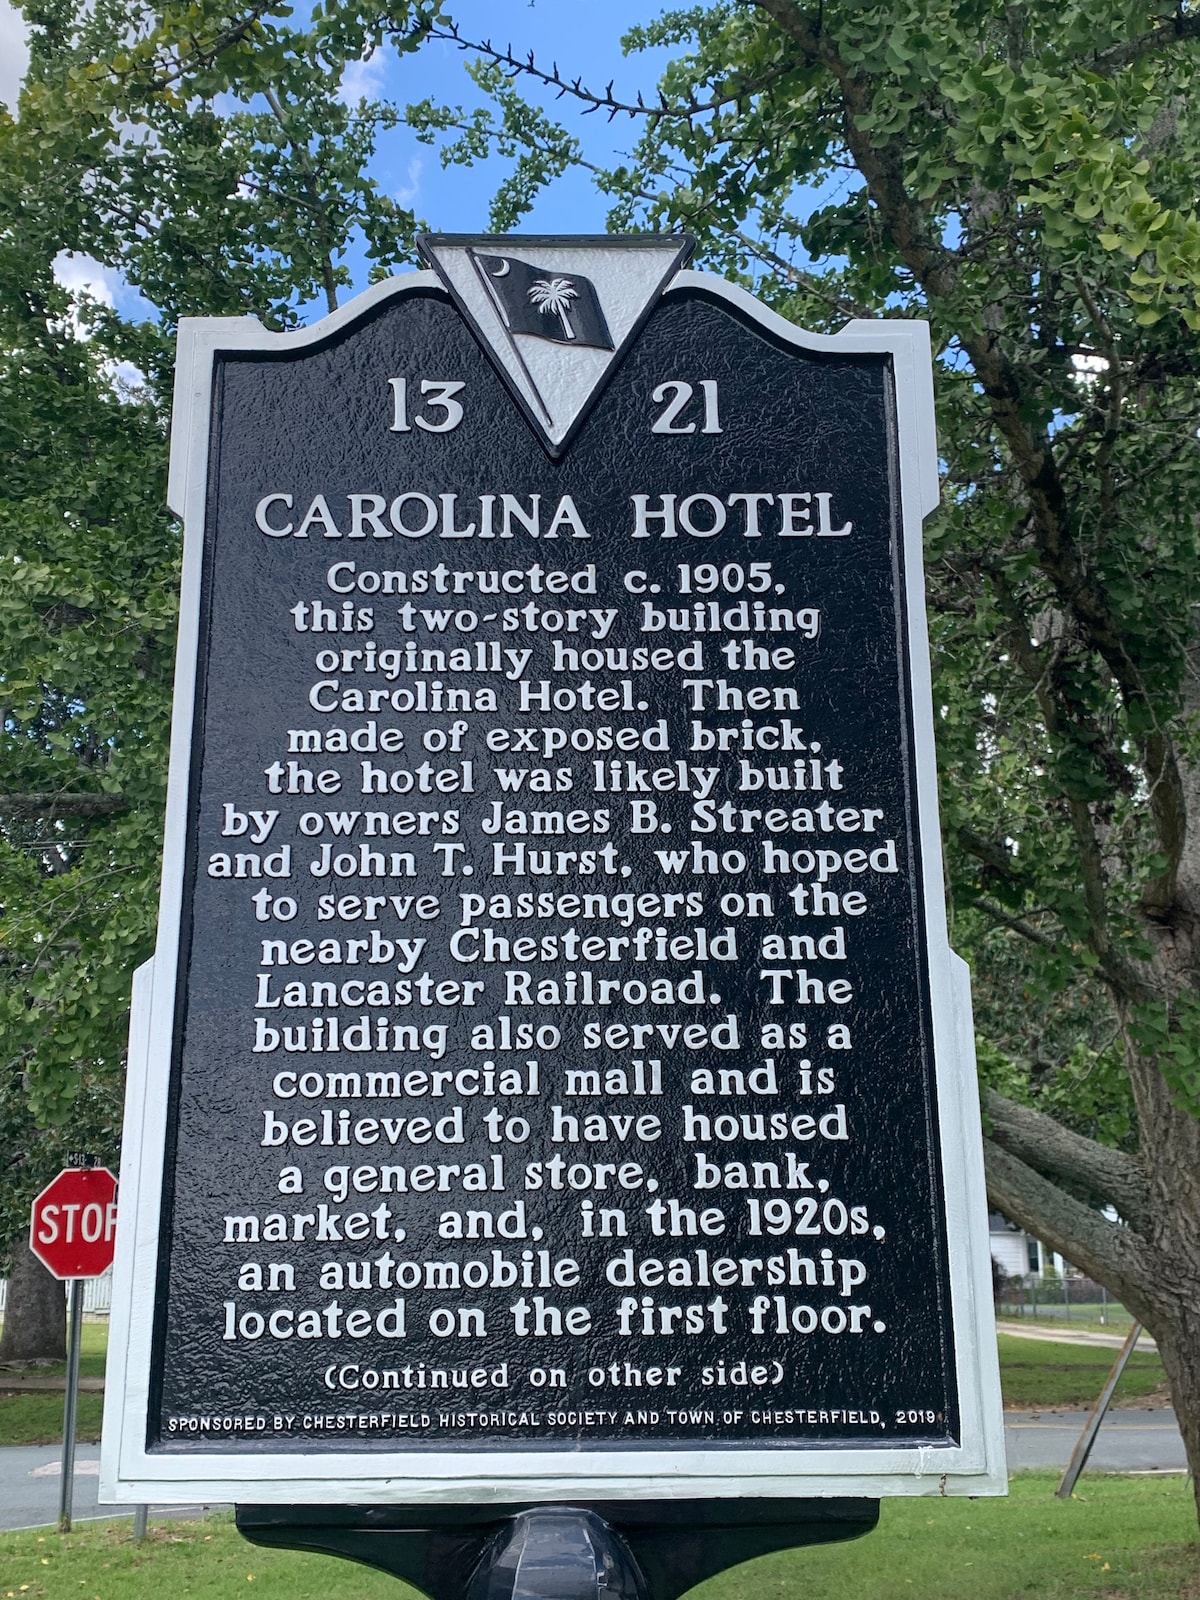 13 21
CAROLINA HOTEL
Constructed c. 1905,
this two-story building
originally housed the
Carolina Hotel. Then
made of exposed brick,
the hotel was likely built
by owners James B. Streater
and John T. Hurst, who hoped
to serve passengers on the
nearby Chesterfield and
Lancaster Railroad. The
building also served as a
commercial mall and is
believed to have housed
a general store, bank,
market, and, in the 1920s,
an automobile dealership
located on the first floor.
(Continued on other side)
SPONSORED BY CHESTERFIELD HISTORICAL SOCIETY AND TOWN OF CHESTERFIELD, 2019
STOP